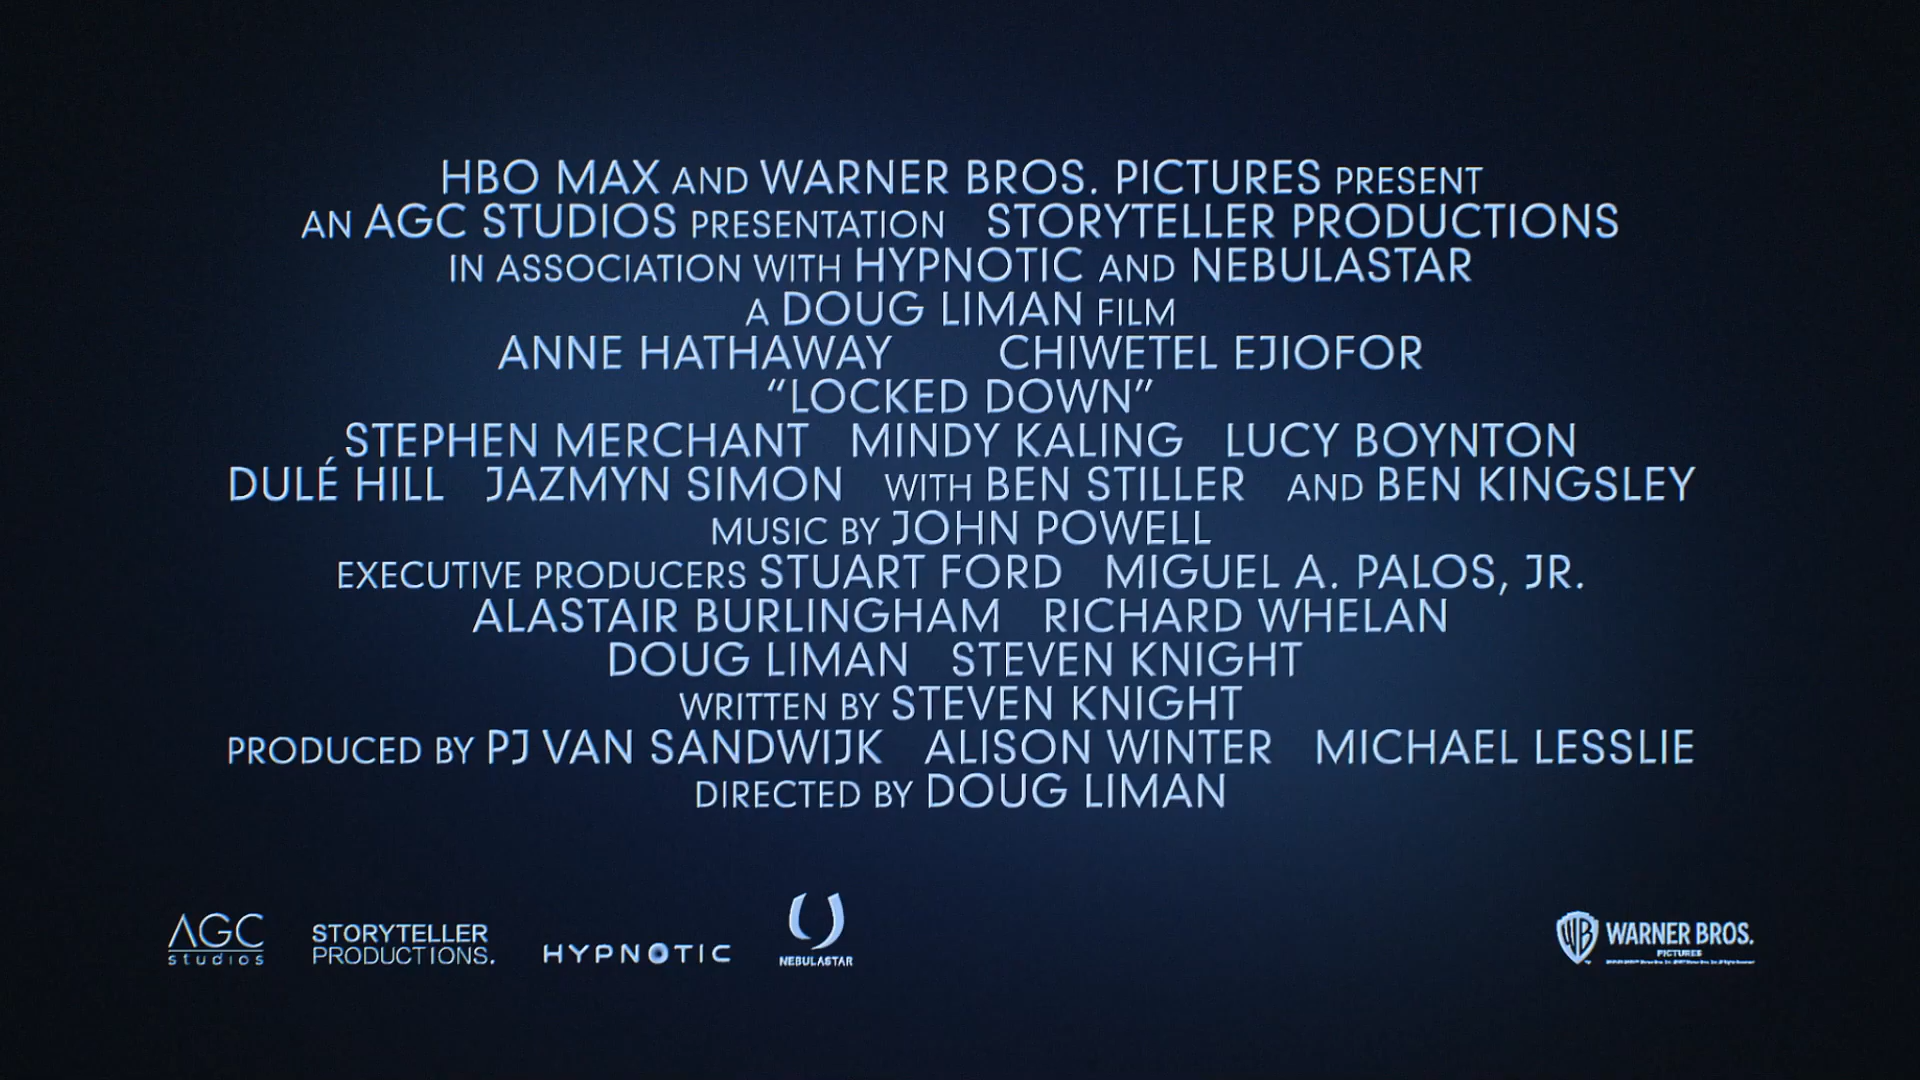 HBO MAX AND WARNER BROS. PICTURES PRESENT
AN AGC STUDIOS PRESENTATION STORYTELLER PRODUCTIONS
IN ASSOCIATION WITH HYPNOTIC AND NEBULASTAR
A DOUG LIMAN FILM
ANNE HATHAWAY CHIWETEL EJIOFOR
“LOCKED DOWN”
STEPHEN MERCHANT MINDY KALING LUCY BOYNTON
DULÉ HILL JAZMYN SIMON WITH BEN STILLER AND BEN KINGSLEY
MUSIC BY JOHN POWELL
EXECUTIVE PRODUCERS STUART FORD MIGUEL A. PALOS, JR.
ALASTAIR BURLINGHAM RICHARD WHELAN
DOUG LIMAN STEVEN KNIGHT
WRITTEN BY STEVEN KNIGHT
PRODUCED BY PJ VAN SANDWIJK ALISON WINTER MICHAEL LESSLIE
DIRECTED BY DOUG LIMAN
AGC
studios
STORYTELLER
PRODUCTIONS.
HYPNOTIC
NEBULASTAR
WB WARNER BROS.
PICTURES